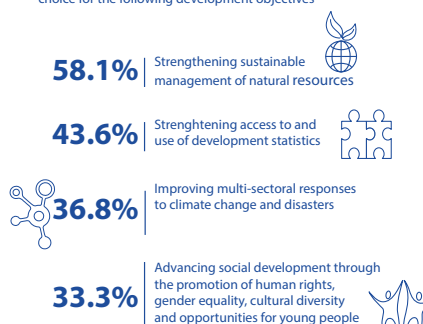 choice for the following development objectives
58.1%
Strengthening sustainable
management of natural resources
43.6%
Strenghtening access to and
use of development statistics
36.8%
Improving multi-sectoral responses
to climate change and disasters
33.3%
Advancing social development through
the promotion of human rights,
gender equality, cultural diversity
and opportunities for young people